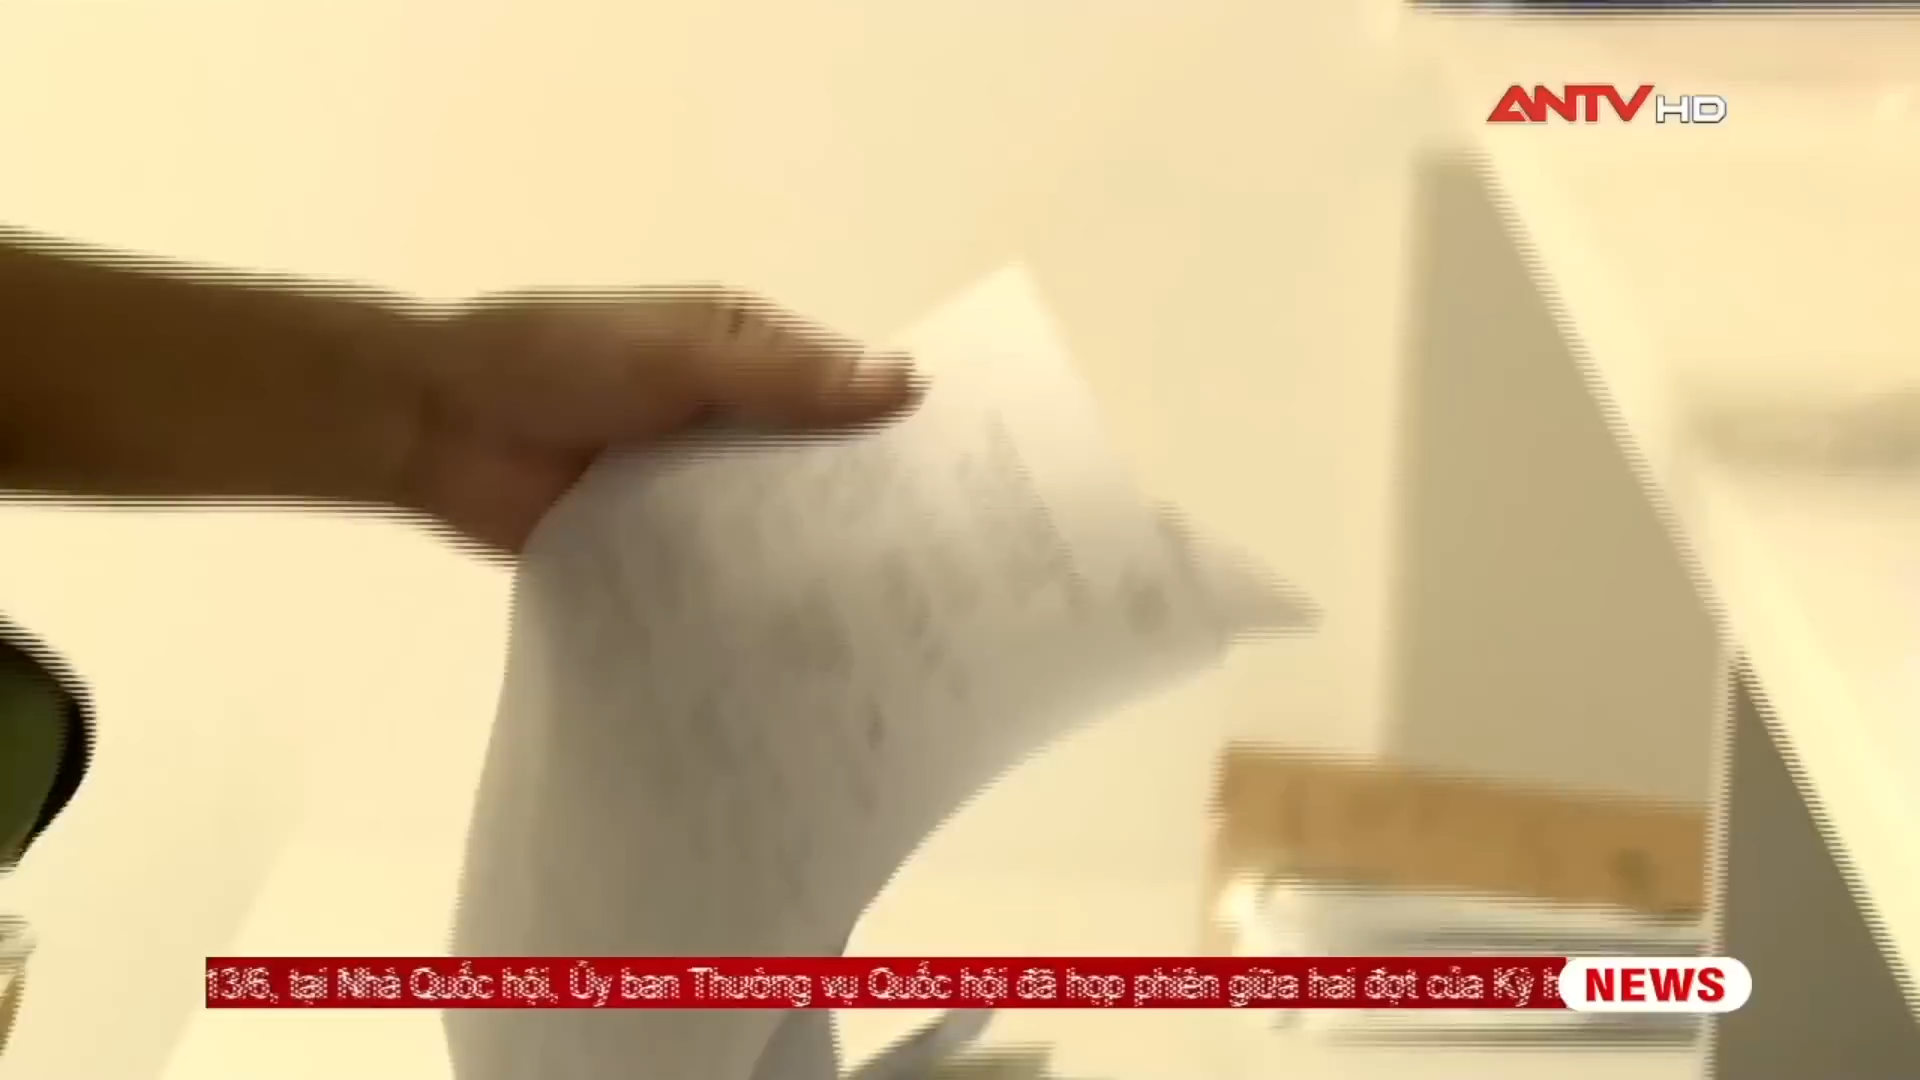 ANTV HD
13/6, tại Nhà Quốc hội, Ủy ban Thường vụ Quốc hội đã họp phiên giữa hai đợt của Kỳ h
NEWS